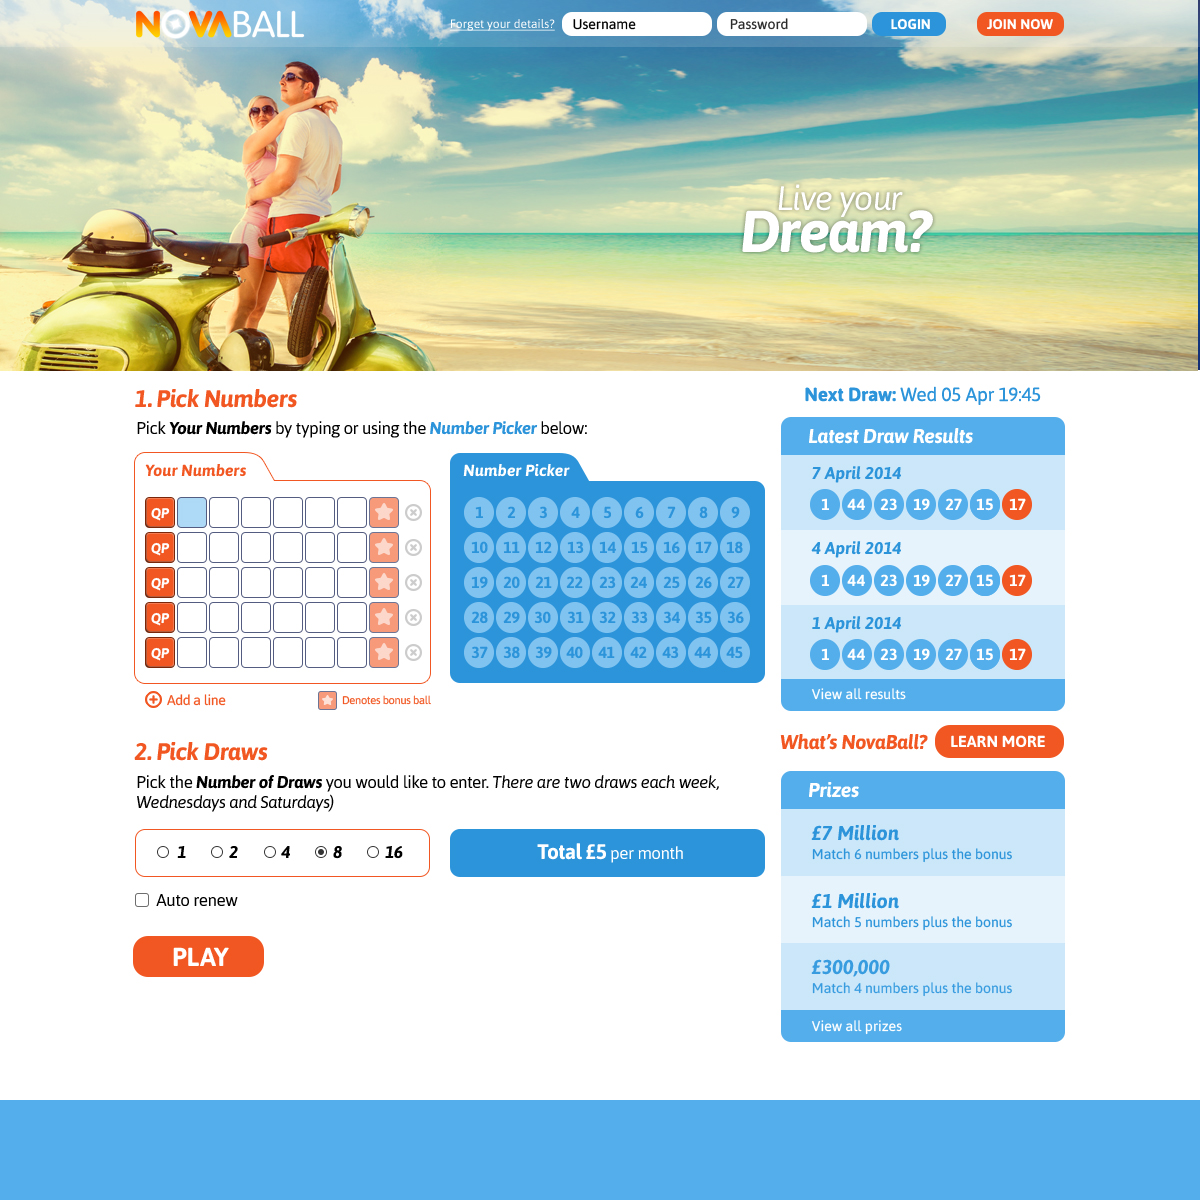 NOVABALL
Forget your details?
Username
Password
LOGIN
JOIN NOW
Live your
Dream?
1. Pick Numbers
Pick Your Numbers by typing or using the Number Picker below:
Your Numbers
QP
QP
QP
QP
QP
Add a line
Denotes bonus ball
Number Picker
1 2 3 4 5 6 7 8 9
10 11 12 13 14 15 16 17 18
19 20 21 22 23 24 25 26 27
28 29 30 31 32 33 34 35 36
37 38 39 40 41 42 43 44 45
2. Pick Draws
Pick the Number of Draws you would like to enter. There are two draws each week,
Wednesdays and Saturdays)
1 2 4 8 16
Total £5 per month
Auto renew
PLAY
Next Draw: Wed 05 Apr 19:45
Latest Draw Results
7 April 2014
1 44 23 19 27 15 17
4 April 2014
1 44 23 19 27 15 17
1 April 2014
1 44 23 19 27 15 17
View all results
What's NovaBall?
LEARN MORE
Prizes
£7 Million
Match 6 numbers plus the bonus
£1 Million
Match 5 numbers plus the bonus
£300,000
Match 4 numbers plus the bonus
View all prizes